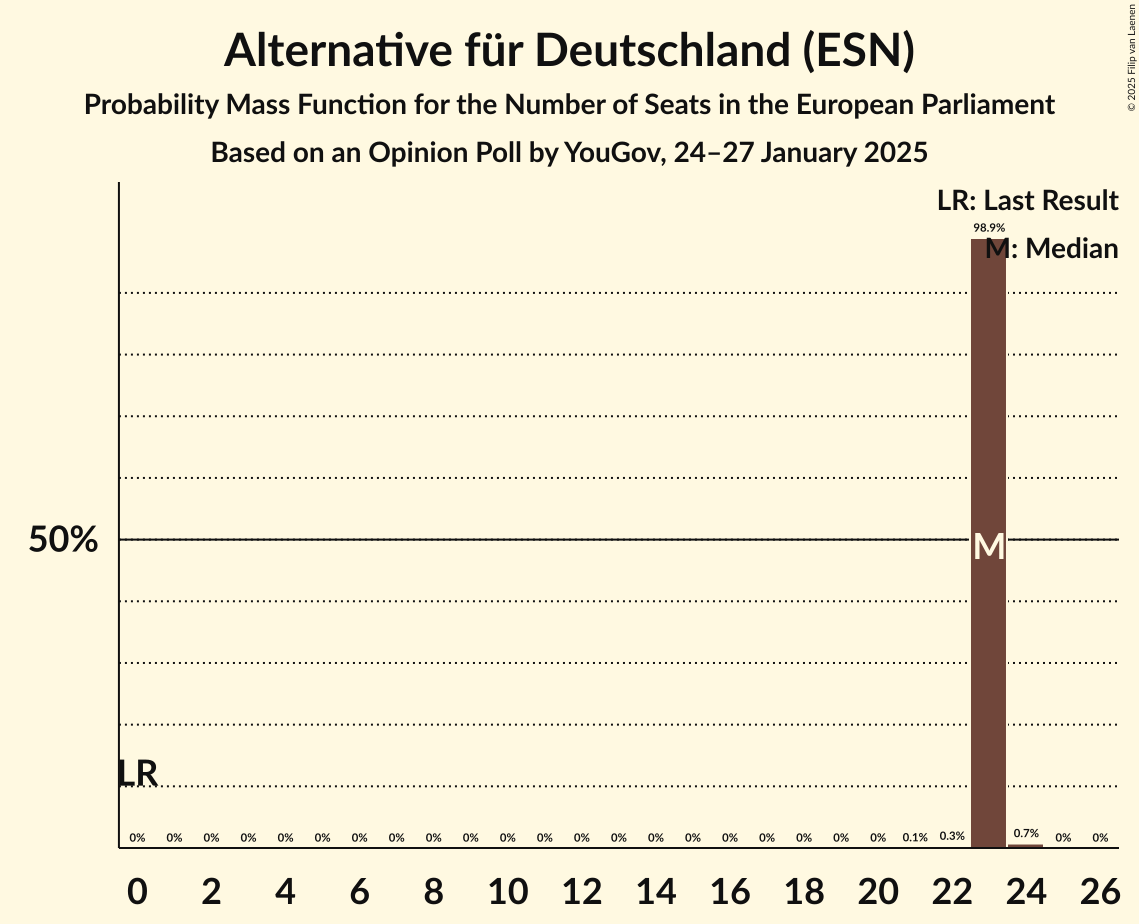 Alternative für Deutschland (ESN)
Probability Mass Function for the Number of Seats in the European Parliament
Based on an Opinion Poll by YouGov, 24–27 January 2025
© 2025 Filip van Laenen
LR: Last Result
M: Median
98.9%
50%
M
LR
0% 0% 0% 0% 0% 0% 0% 0% 0% 0% 0% 0% 0% 0% 0% 0% 0% 0% 0% 0% 0% 0.1% 0.3% 0.7% 0% 0%
0 2 4 6 8 10 12 14 16 18 20 22 24 26